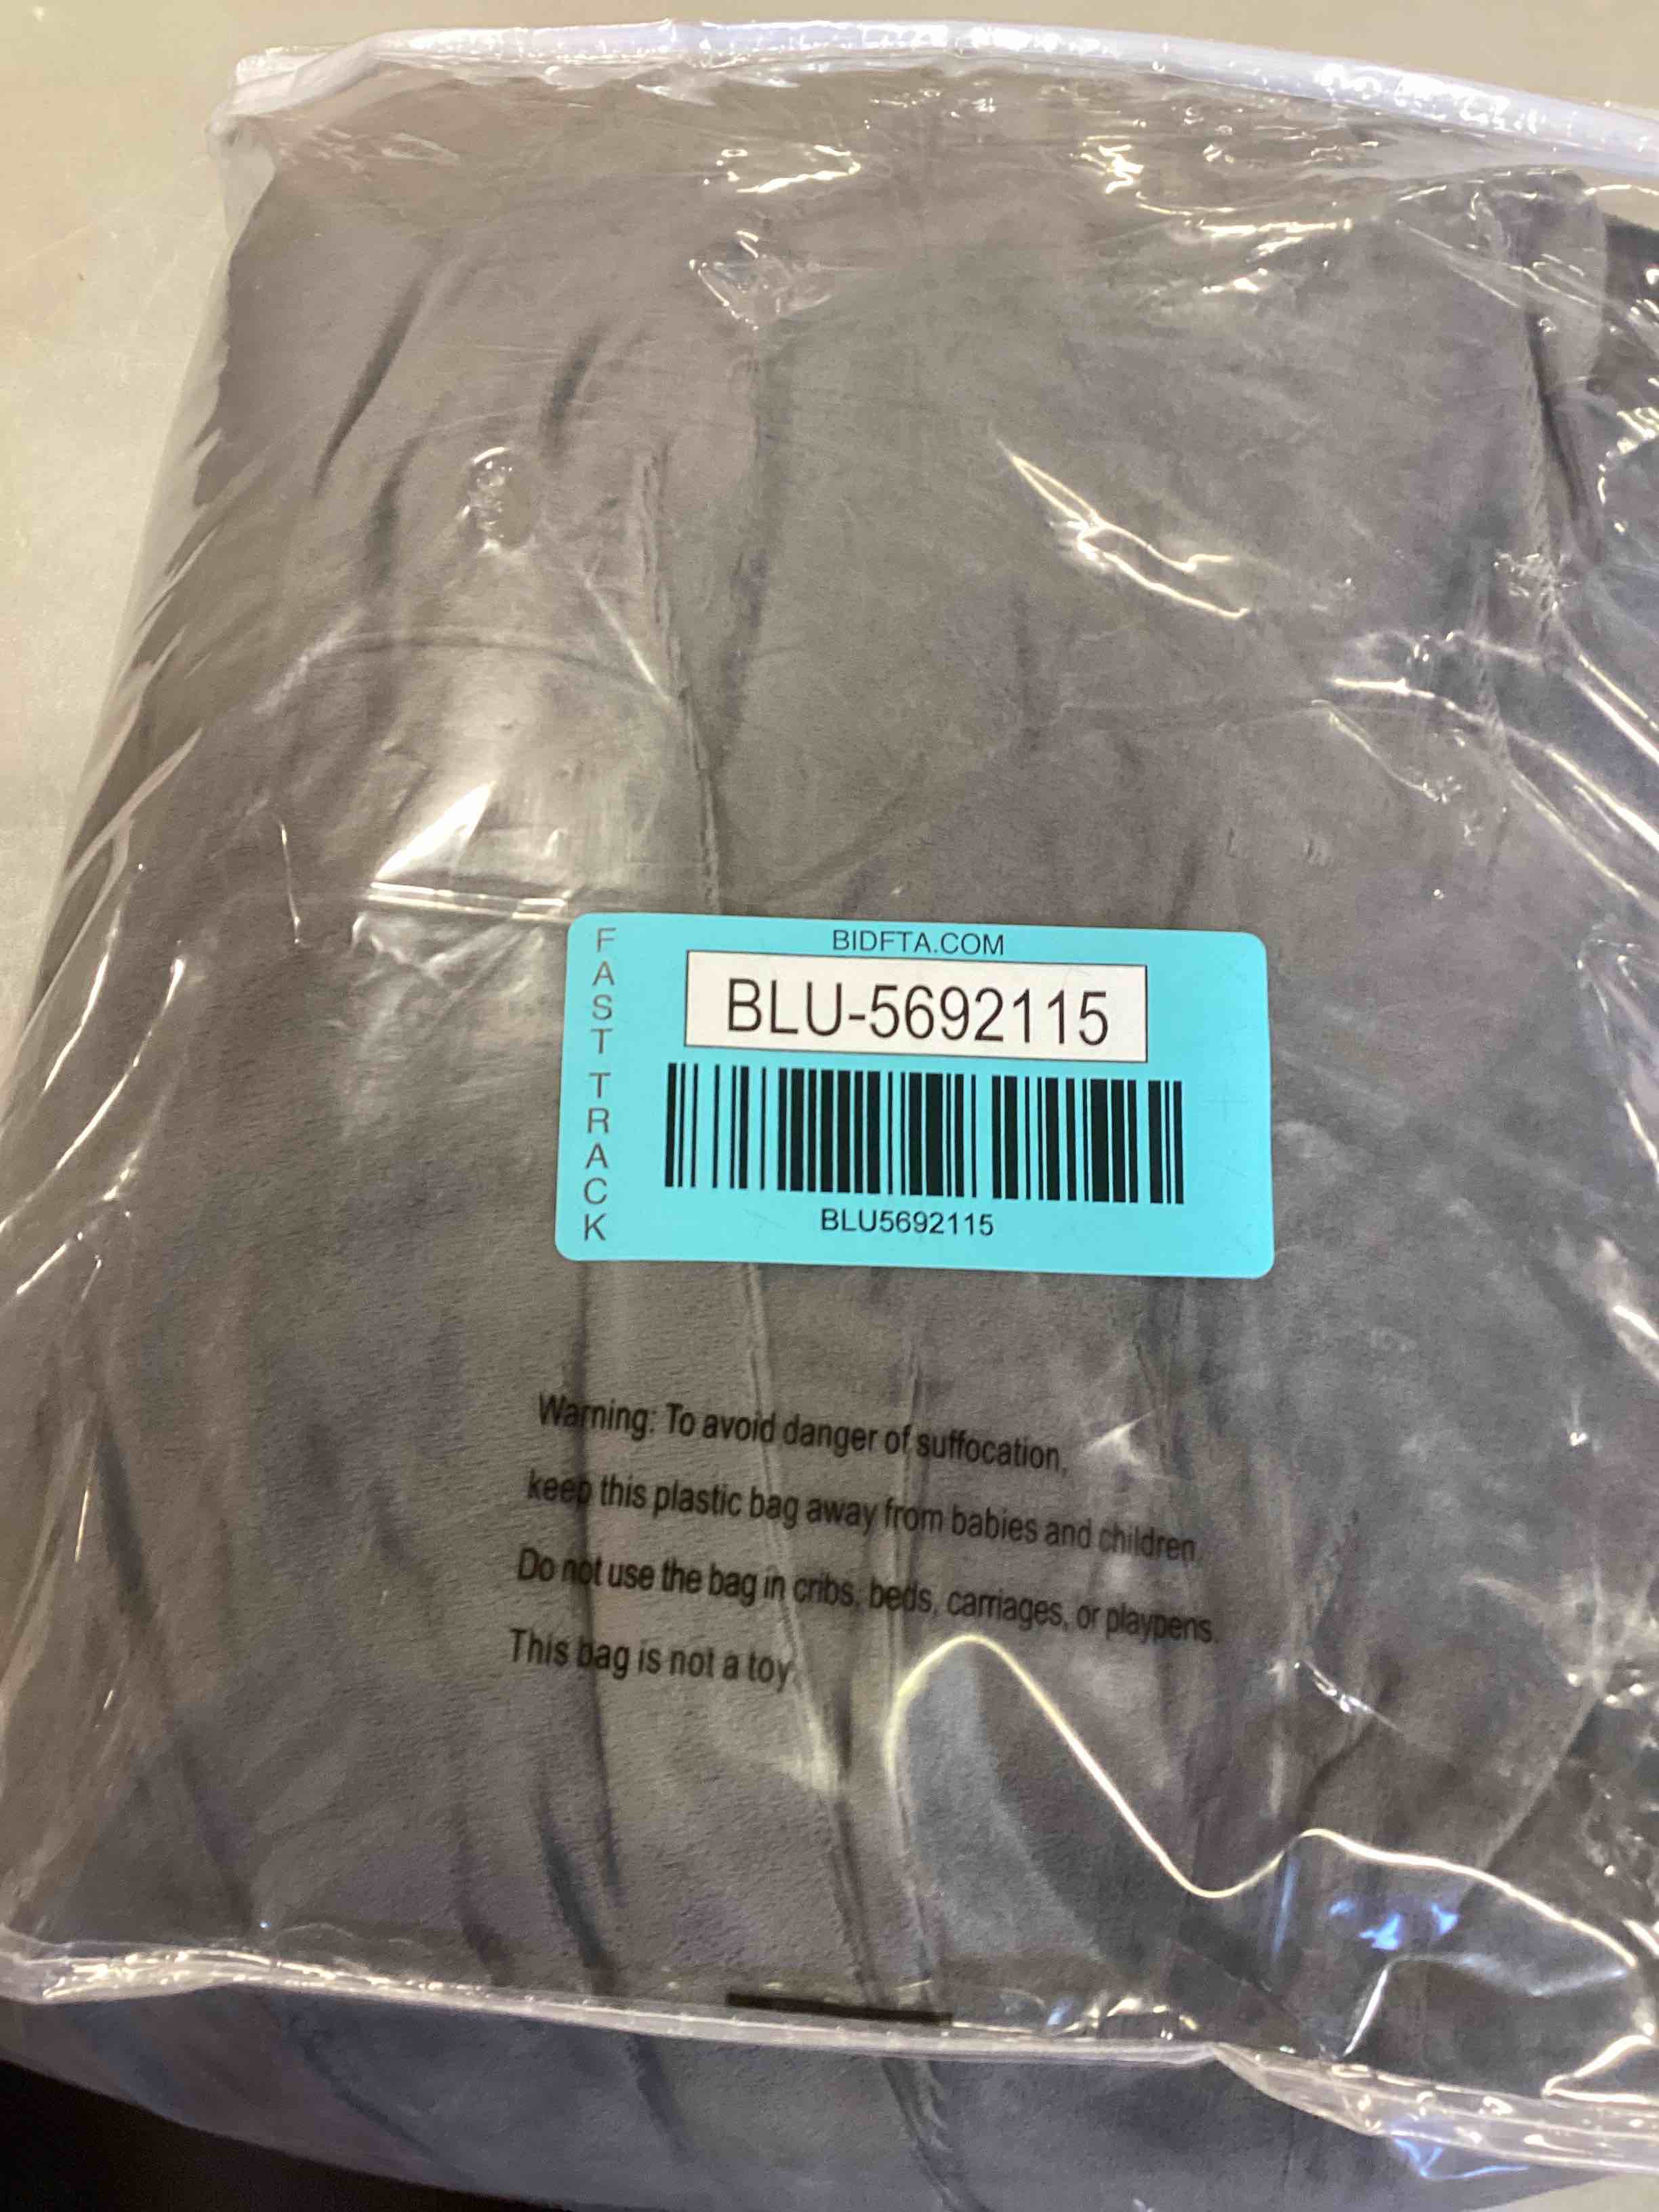 BIDFTA.COM
FAST TRACK
BLU-5692115
BLU5692115
Warning: To avoid danger of suffocation,
keep this plastic bag away from babies and children.
Do not use the bag in cribs, beds, carriages, or playpens.
This bag is not a toy.